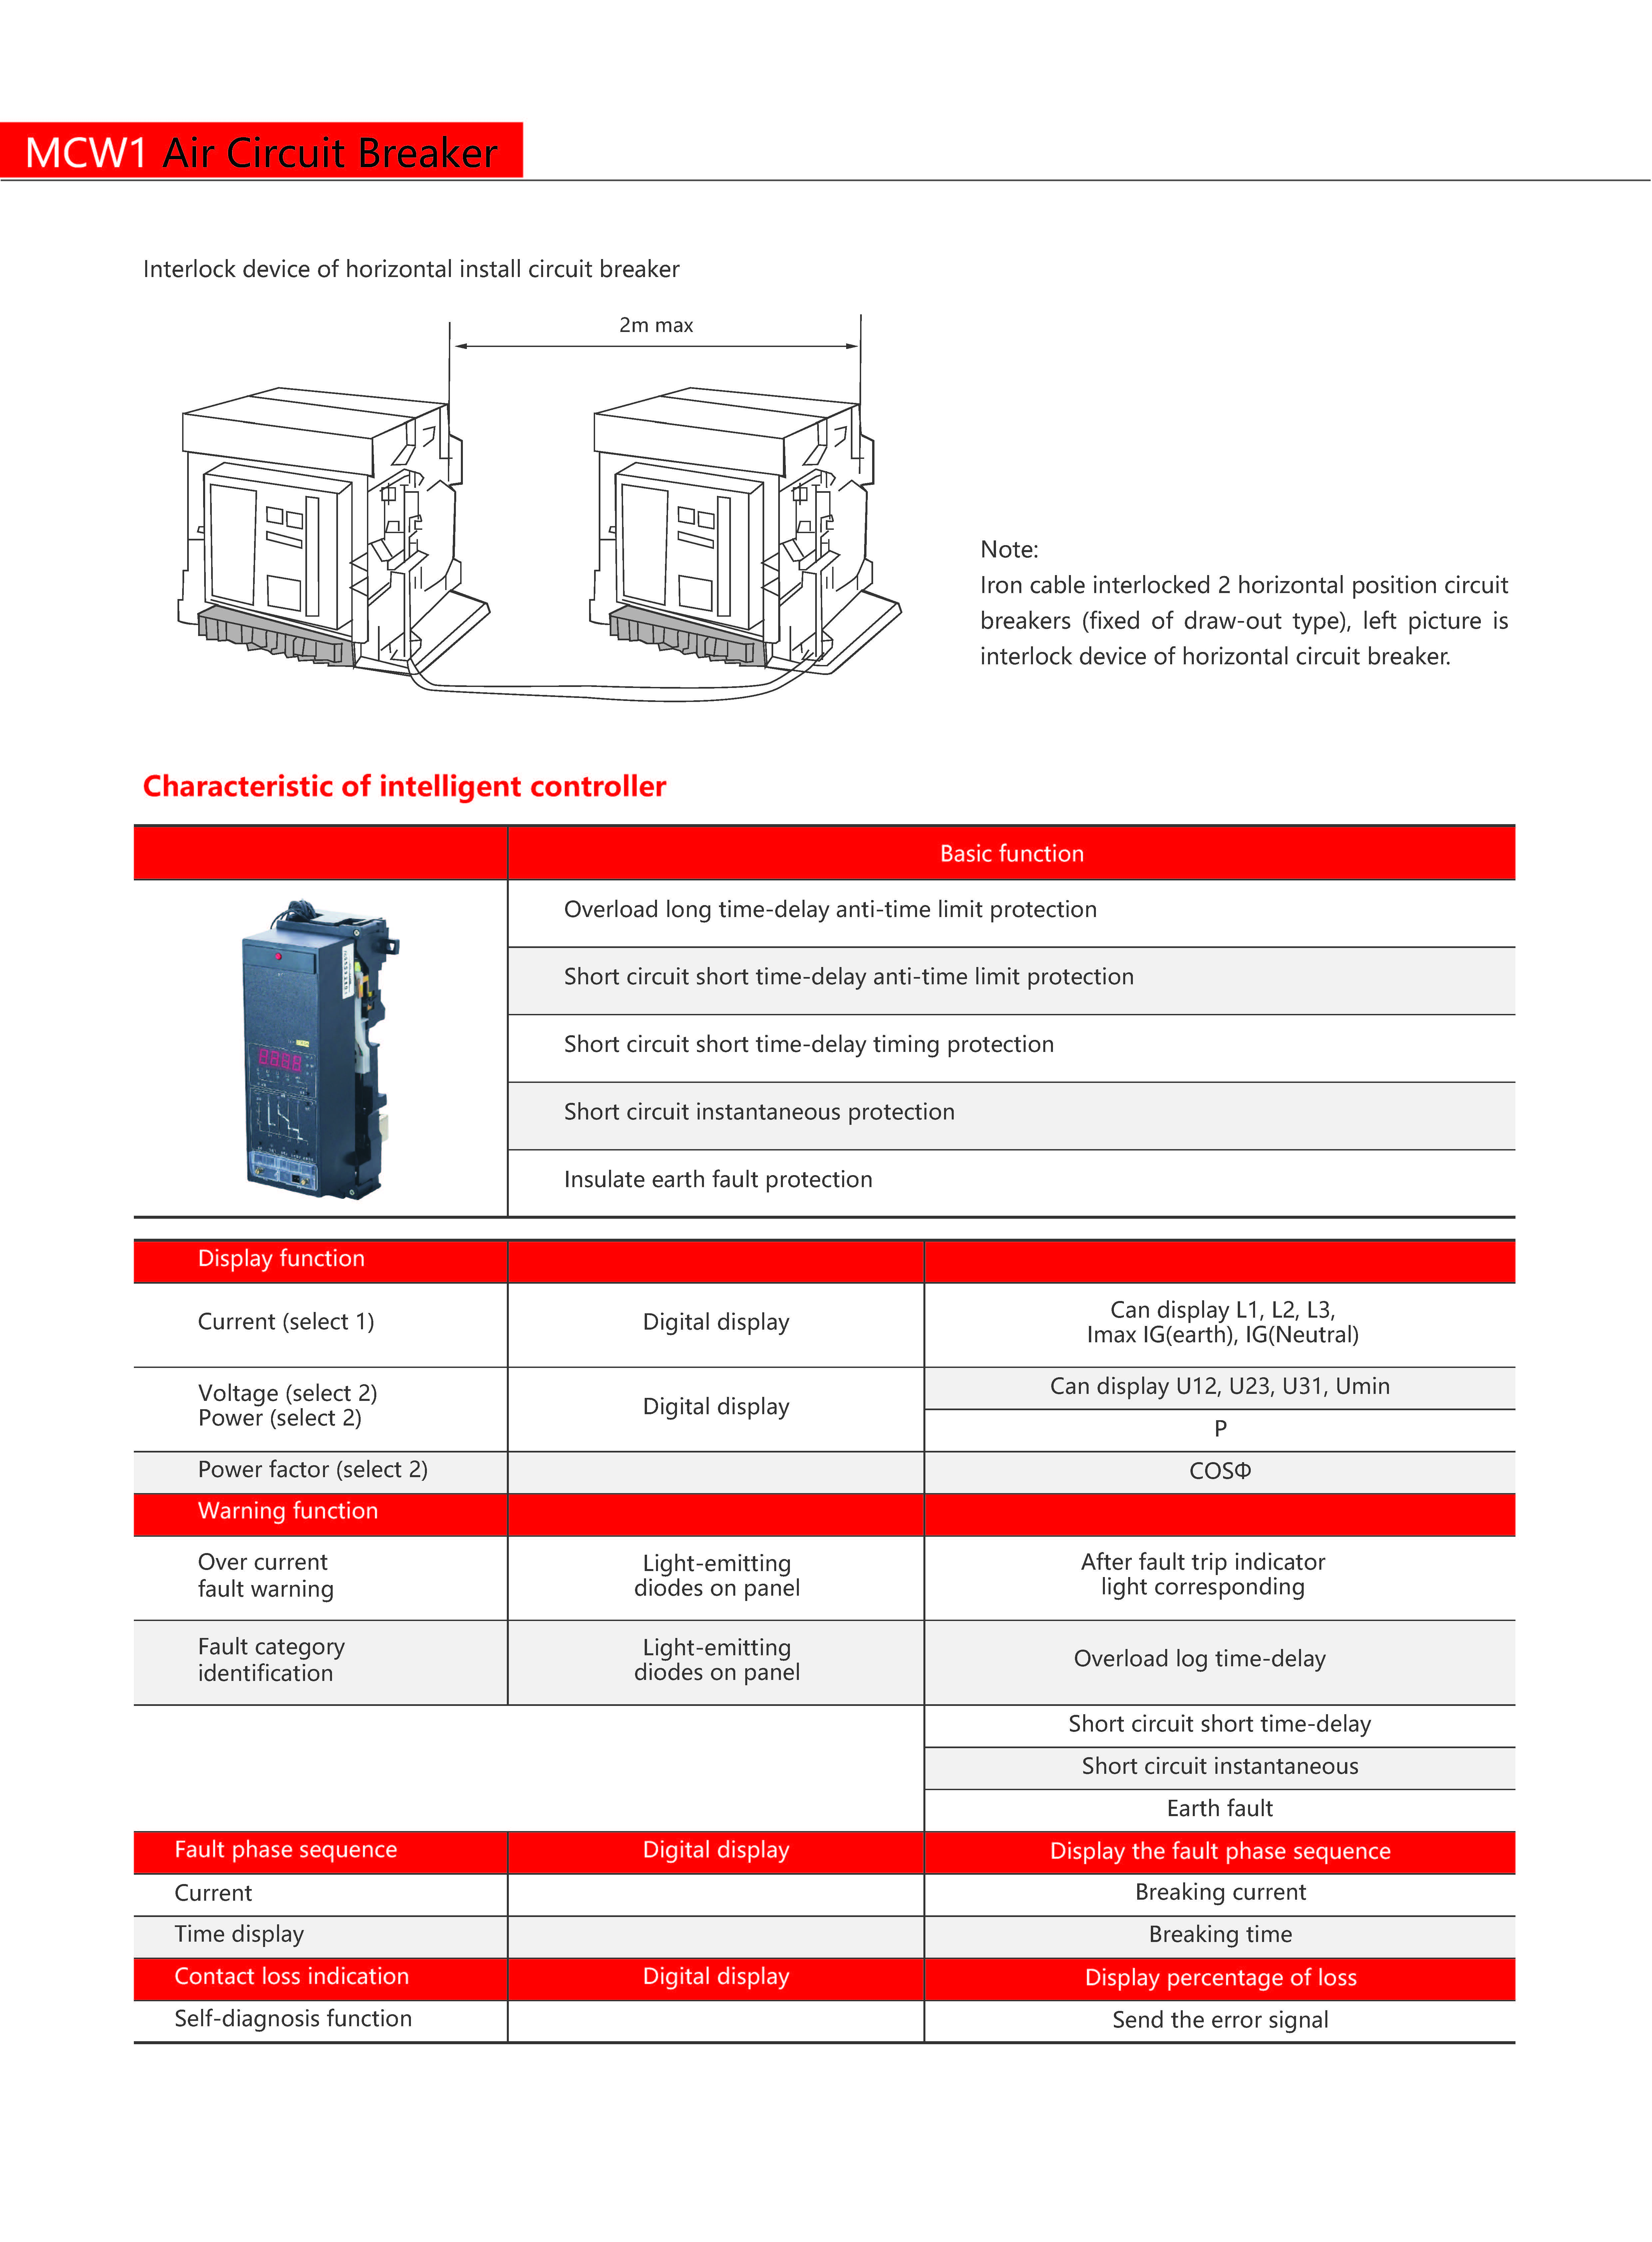 MCW1 Air Circuit Breaker
Interlock device of horizontal install circuit breaker
2m max
Note:
Iron cable interlocked 2 horizontal position circuit
breakers (fixed of draw-out type), left picture is
interlock device of horizontal circuit breaker.
Characteristic of intelligent controller
Basic function
Overload long time-delay anti-time limit protection
Short circuit short time-delay anti-time limit protection
Short circuit short time-delay timing protection
Short circuit instantaneous protection
Insulate earth fault protection
Display function
Current (select 1)
Digital display
Can display L1, L2, L3,
Imax IG(earth), IG(Neutral)
Voltage (select 2)
Power (select 2)
Digital display
Can display U12, U23, U31, Umin
P
Power factor (select 2)
COSΦ
Warning function
Over current
fault warning
Light-emitting
diodes on panel
After fault trip indicator
light corresponding
Fault category
identification
Light-emitting
diodes on panel
Overload log time-delay
Short circuit short time-delay
Short circuit instantaneous
Earth fault
Fault phase sequence
Digital display
Display the fault phase sequence
Current
Breaking current
Time display
Breaking time
Contact loss indication
Digital display
Display percentage of loss
Self-diagnosis function
Send the error signal